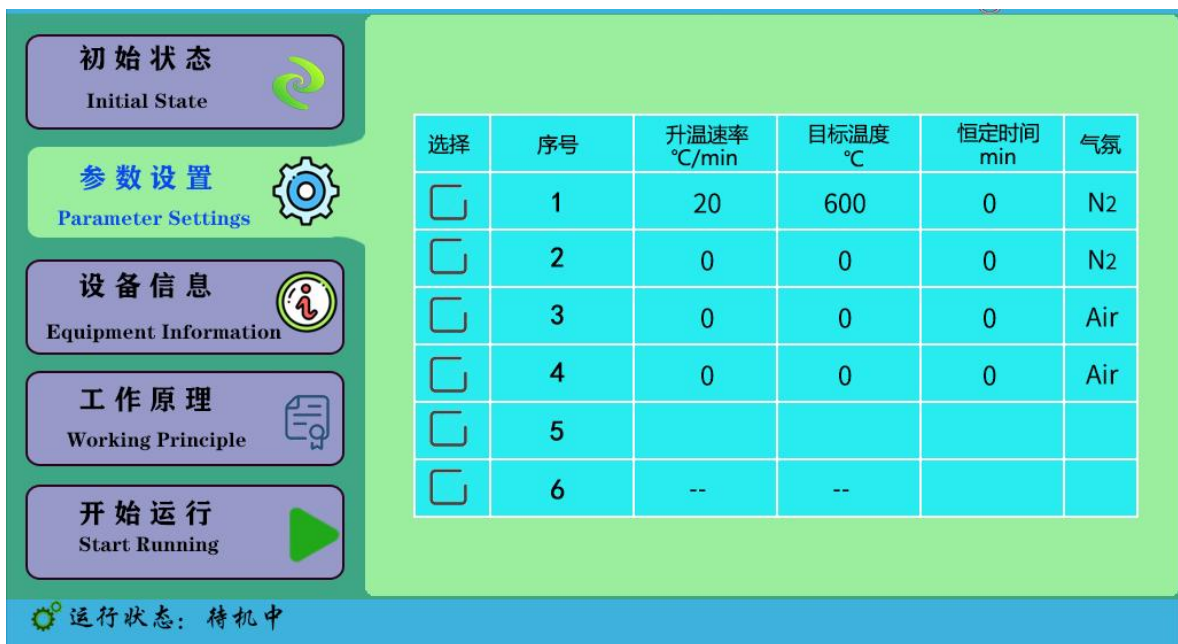 初始状态
Initial State
参数设置
Parameter Settings
设备信息
Equipment Information
工作原理
Working Principle
开始运行
Start Running
选择 序号 升温速率 ℃/min 目标温度 ℃ 恒定时间 min 气氛
1 20 600 0 N2
2 0 0 0 N2
3 0 0 0 Air
4 0 0 0 Air
5
6 -- --
运行状态：待机中